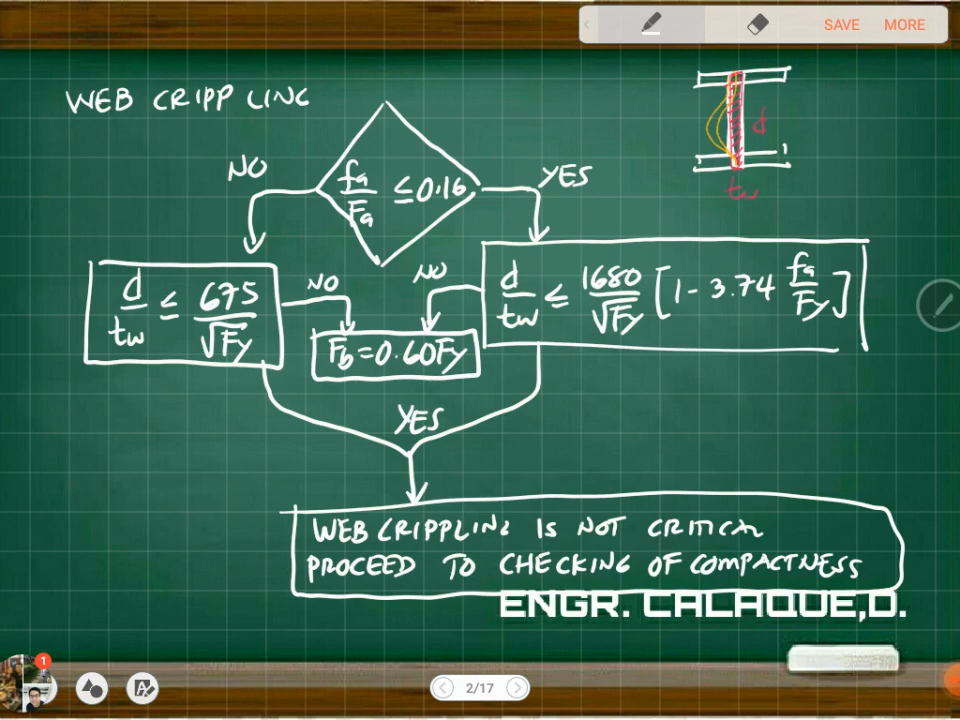 SAVE MORE
WEB CRIPPLING
d
tw
NO
fa/Fa ≤ 0.16
YES
d/tw ≤ 675/√Fy
NO
Fb = 0.60Fy
NO
d/tw ≤ 1680/√Fy [1 - 3.74 fa/Fy]
YES
WEB CRIPPLING IS NOT CRITICAL
PROCEED TO CHECKING OF COMPACTNESS
ENGR. CALAQUE,D.
1
2/17